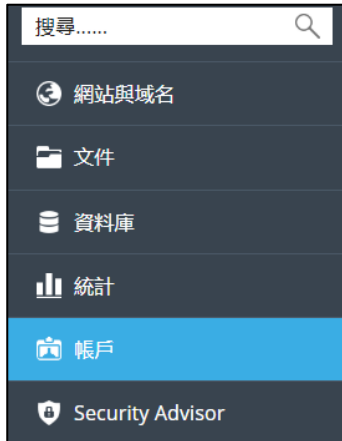 搜尋......
網站與域名
文件
資料庫
統計
帳戶
Security Advisor